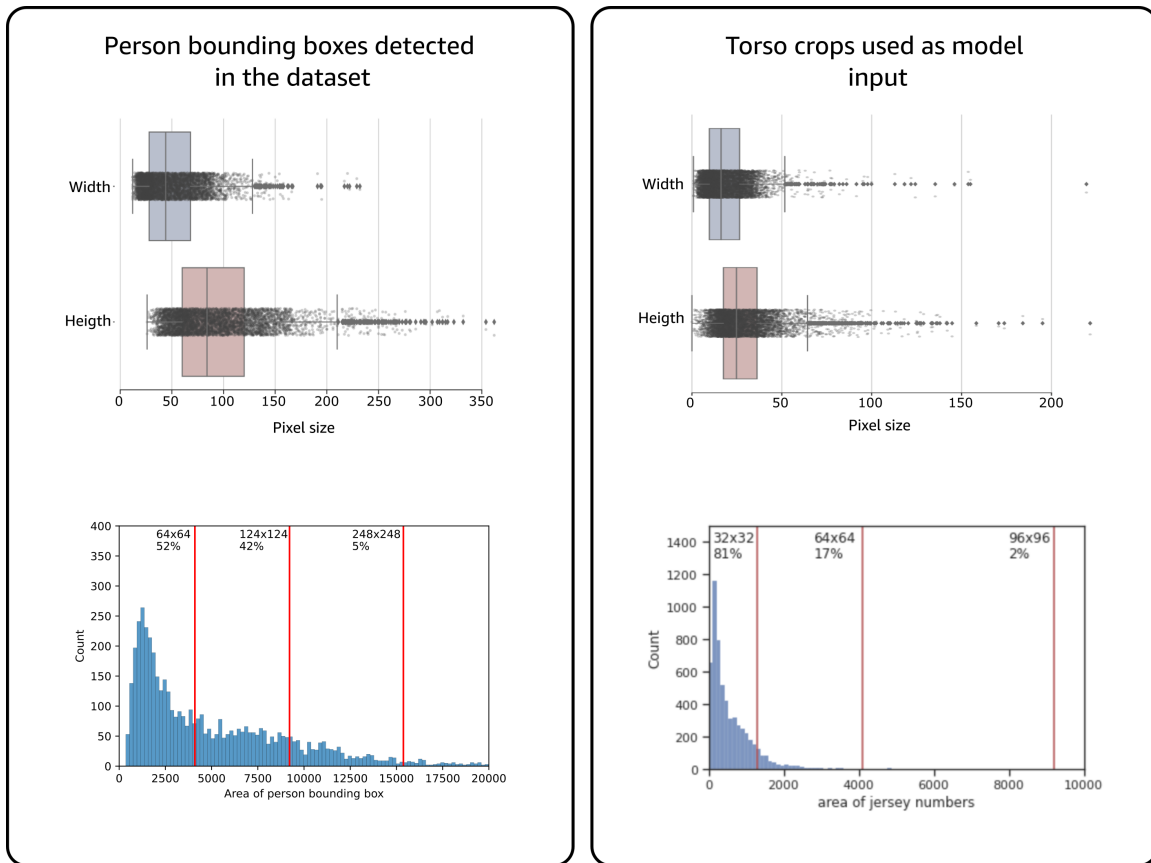 Person bounding boxes detected
in the dataset
Width
Heigth
0 50 100 150 200 250 300 350
Pixel size
64x64 124x124 248x248
52% 42% 5%
400
350
300
250
200
150
100
50
0
Count
0 2500 5000 7500 10000 12500 15000 17500 20000
Area of person bounding box
Torso crops used as model
input
Width
Heigth
0 50 100 150 200
Pixel size
32x32 64x64 96x96
81% 17% 2%
1400
1200
1000
800
600
400
200
0
Count
0 2000 4000 6000 8000 10000
area of jersey numbers